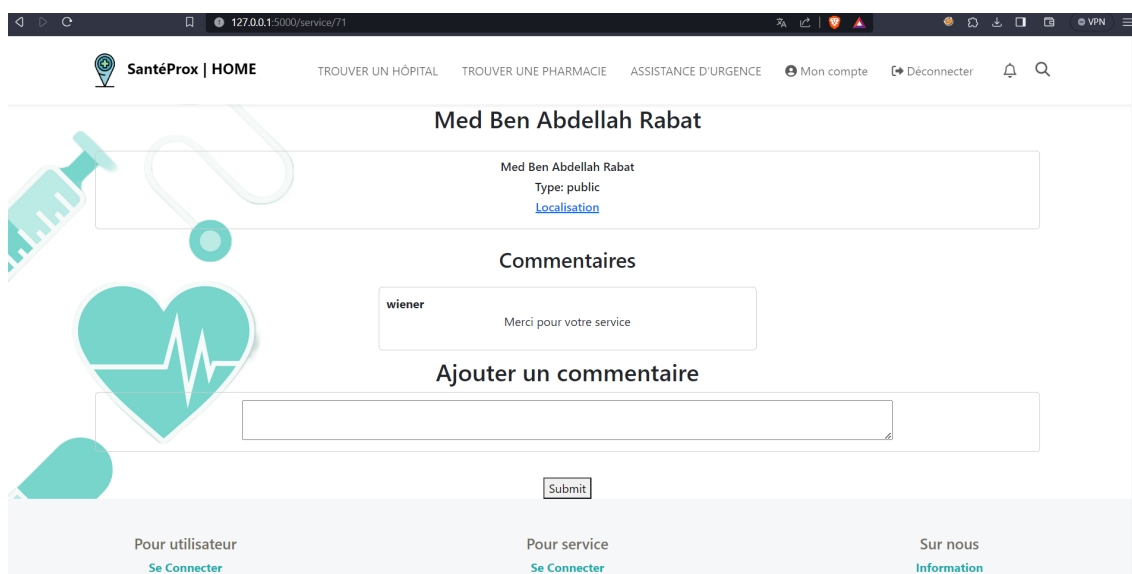 127.0.0.1:5000/service/71
VPN
SantéProx | HOME
TROUVER UN HÔPITAL
TROUVER UNE PHARMACIE
ASSISTANCE D'URGENCE
Mon compte
Déconnecter
Med Ben Abdellah Rabat
Med Ben Abdellah Rabat
Type: public
Localisation
Commentaires
wiener
Merci pour votre service
Ajouter un commentaire
Submit
Pour utilisateur
Pour service
Sur nous
Se Connecter
Se Connecter
Information